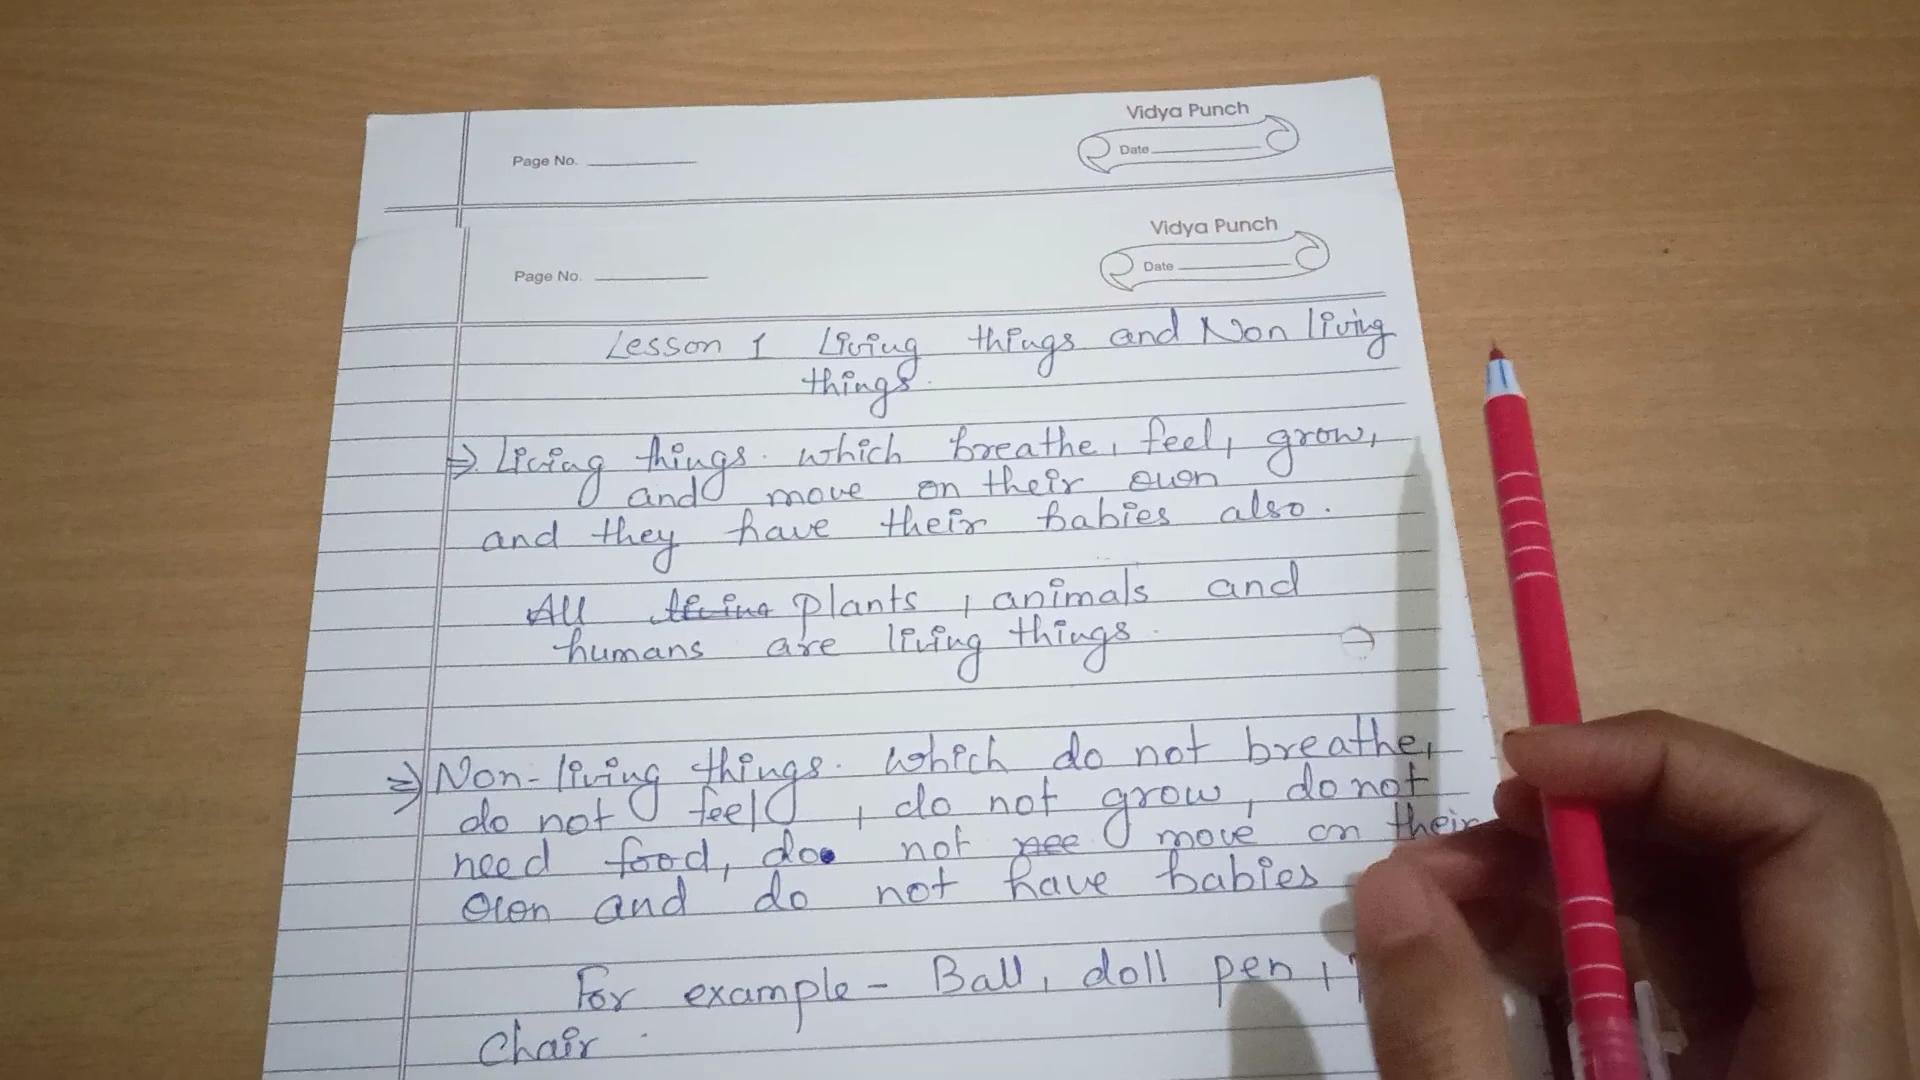 Vidya Punch
Page No.
Date
Vidya Punch
Page No.
Date
Lesson 1 Living things and Non living
things.
⇒ Living things. which breathe, feel, grow,
and move on their own
and they have their babies also.
All living plants, animals and
humans are living things.
⇒ Non-living things. which do not breathe,
do not feel, do not grow, do not
need food, do not nee move on their
own and do not have babies
For example - Ball, doll pen,
Chair.